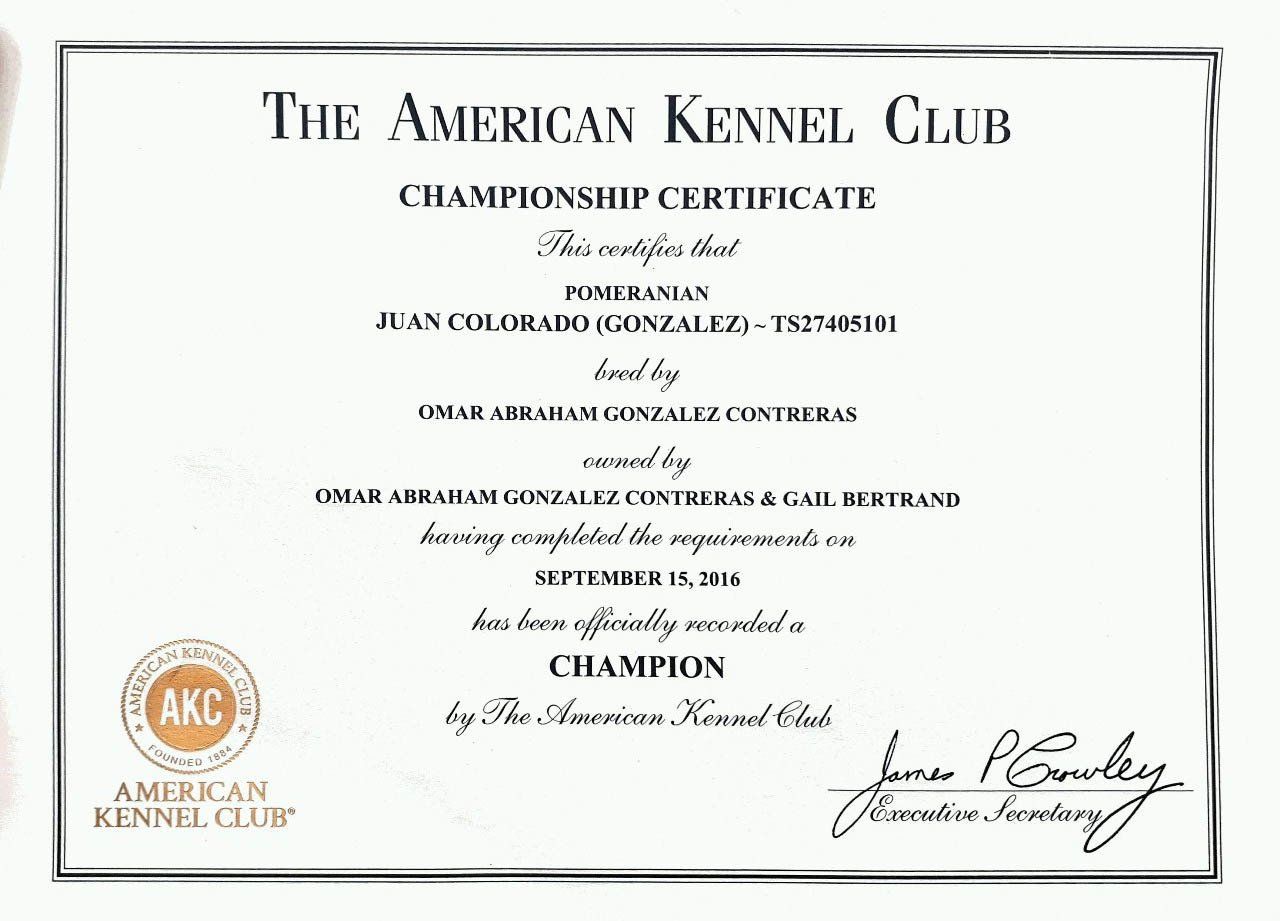 THE AMERICAN KENNEL CLUB
CHAMPIONSHIP CERTIFICATE
This certifies that
POMERANIAN
JUAN COLORADO (GONZALEZ) ~ TS27405101
bred by
OMAR ABRAHAM GONZALEZ CONTRERAS
owned by
OMAR ABRAHAM GONZALEZ CONTRERAS & GAIL BERTRAND
having completed the requirements on
SEPTEMBER 15, 2016
has been officially recorded a
CHAMPION
by The American Kennel Club
AMERICAN KENNEL CLUB
AKC
FOUNDED 1884
AMERICAN
KENNEL CLUB®
James P Crowley
Executive Secretary